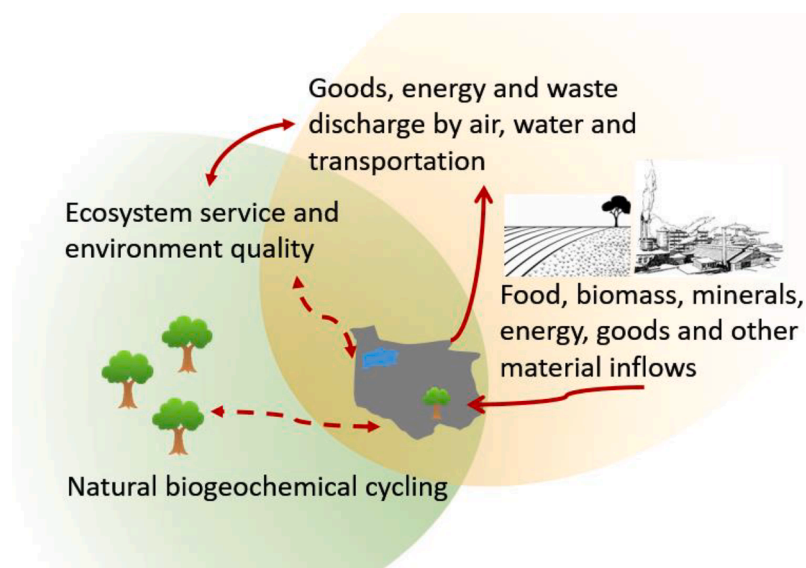 Goods, energy and waste
discharge by air, water and
transportation
Ecosystem service and
environment quality
Food, biomass, minerals,
energy, goods and other
material inflows
Natural biogeochemical cycling